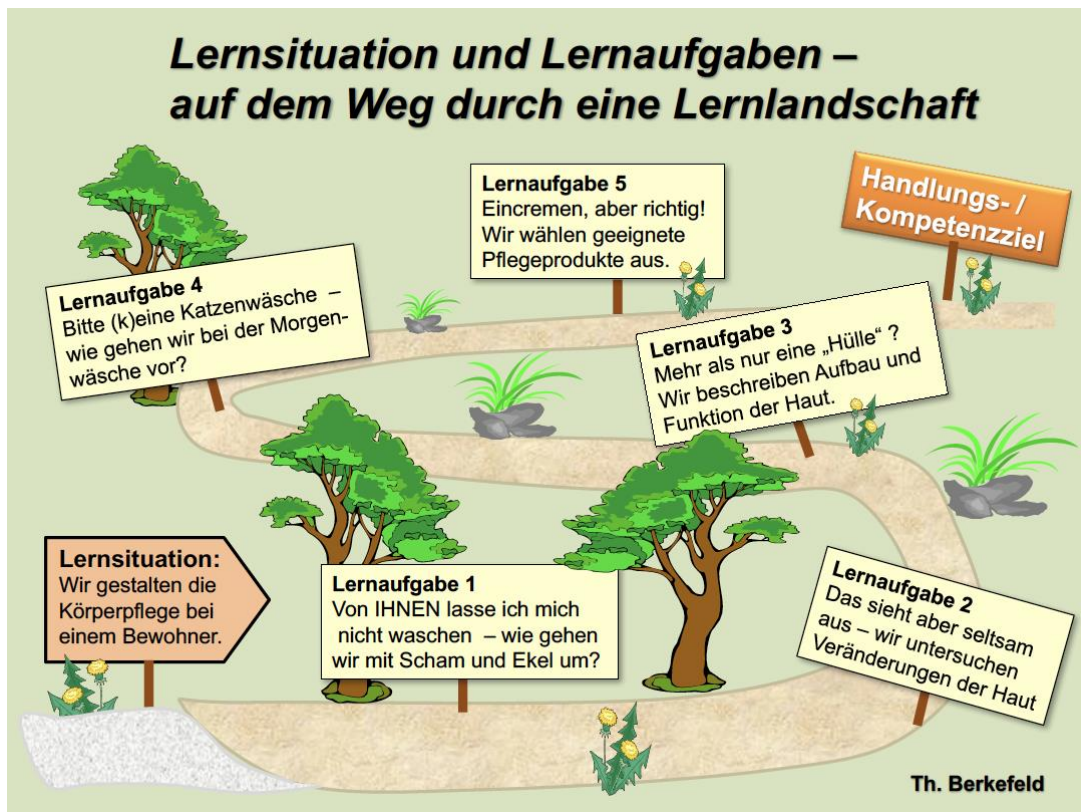 Lernsituation und Lernaufgaben –
auf dem Weg durch eine Lernlandschaft
Lernsituation:
Wir gestalten die
Körperpflege bei
einem Bewohner.
Lernaufgabe 1
Von IHNEN lasse ich mich
nicht waschen – wie gehen
wir mit Scham und Ekel um?
Lernaufgabe 2
Das sieht aber seltsam
aus – wir untersuchen
Veränderungen der Haut
Lernaufgabe 3
Mehr als nur eine „Hülle“ ?
Wir beschreiben Aufbau und
Funktion der Haut.
Lernaufgabe 4
Bitte (k)eine Katzenwäsche –
wie gehen wir bei der Morgen-
wäsche vor?
Lernaufgabe 5
Eincremen, aber richtig!
Wir wählen geeignete
Pflegeprodukte aus.
Handlungs- /
Kompetenzziel
Th. Berkefeld